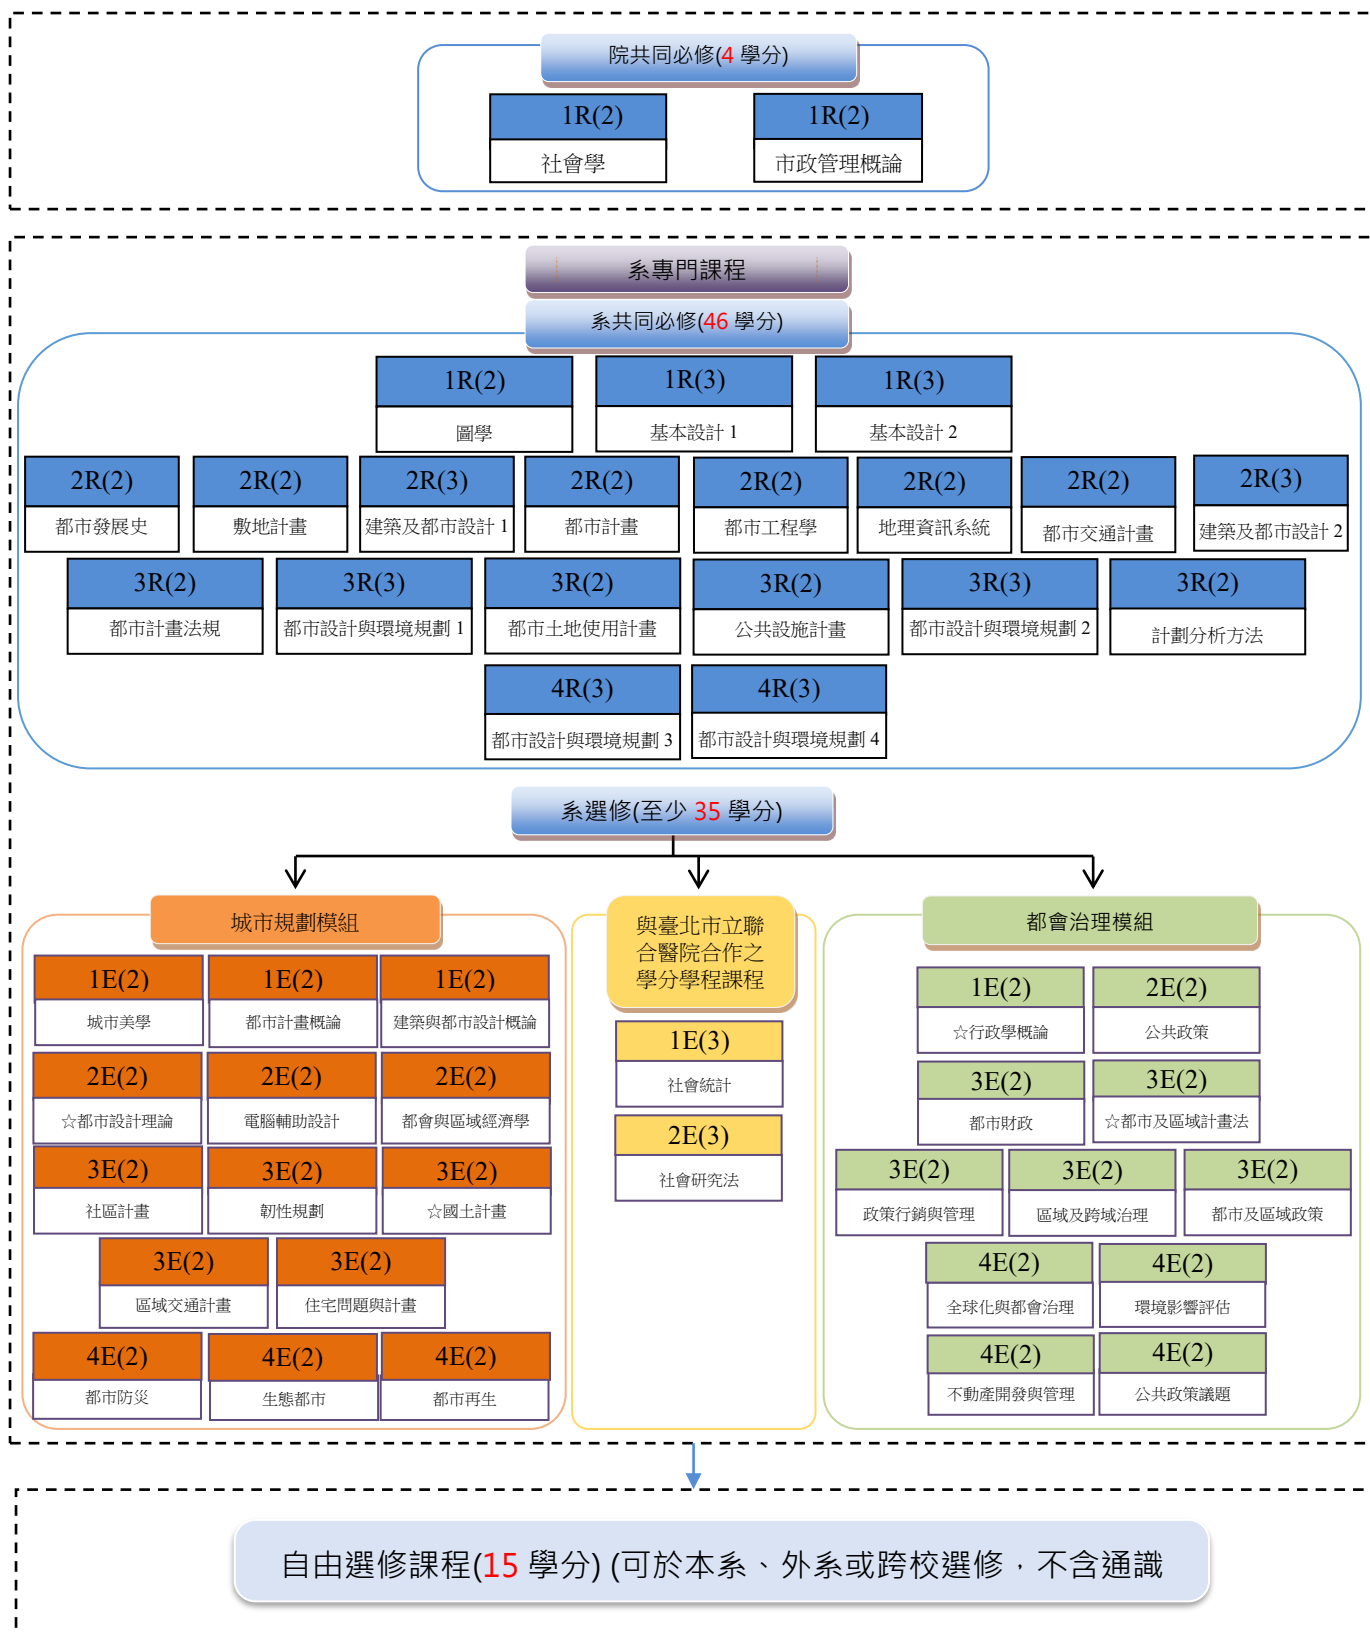 院共同必修(4 學分)
1R(2)
社會學
1R(2)
市政管理概論
系專門課程
系共同必修(46 學分)
1R(2)
圖學
1R(3)
基本設計 1
1R(3)
基本設計 2
2R(2)
都市發展史
2R(2)
敷地計畫
2R(3)
建築及都市設計 1
2R(2)
都市計畫
2R(2)
都市工程學
2R(2)
地理資訊系統
2R(2)
都市交通計畫
2R(3)
建築及都市設計 2
3R(2)
都市計畫法規
3R(3)
都市設計與環境規劃 1
3R(2)
都市土地使用計畫
3R(2)
公共設施計畫
3R(3)
都市設計與環境規劃 2
3R(2)
計劃分析方法
4R(3)
都市設計與環境規劃 3
4R(3)
都市設計與環境規劃 4
系選修(至少 35 學分)
城市規劃模組
1E(2)
城市美學
1E(2)
都市計畫概論
1E(2)
建築與都市設計概論
2E(2)
☆都市設計理論
2E(2)
電腦輔助設計
2E(2)
都會與區域經濟學
3E(2)
社區計畫
3E(2)
韌性規劃
3E(2)
☆國土計畫
3E(2)
區域交通計畫
3E(2)
住宅問題與計畫
4E(2)
都市防災
4E(2)
生態都市
4E(2)
都市再生
與臺北市立聯
合醫院合作之
學分學程課程
1E(3)
社會統計
2E(3)
社會研究法
都會治理模組
1E(2)
☆行政學概論
2E(2)
公共政策
3E(2)
都市財政
3E(2)
☆都市及區域計畫法
3E(2)
政策行銷與管理
3E(2)
區域及跨域治理
3E(2)
都市及區域政策
4E(2)
全球化與都會治理
4E(2)
環境影響評估
4E(2)
不動產開發與管理
4E(2)
公共政策議題
自由選修課程(15 學分) (可於本系、外系或跨校選修，不含通識